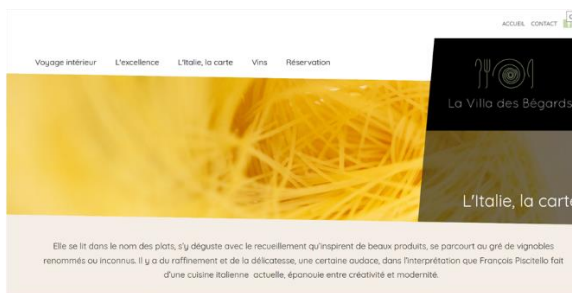 ACCUEIL CONTACT
Voyage intérieur L'excellence L'Italie, la carte Vins Réservation
La Villa des Bégards
L'Italie, la carte
Elle se lit dans le nom des plats, s'y déguste avec le recueillement qu'inspirent de beaux produits, se parcourt au gré de vignobles
renommés ou inconnus. Il y a du raffinement et de la délicatesse, une certaine audace, dans l'interprétation que François Piscitello fait
d'une cuisine italienne actuelle, épanouie entre créativité et modernité.